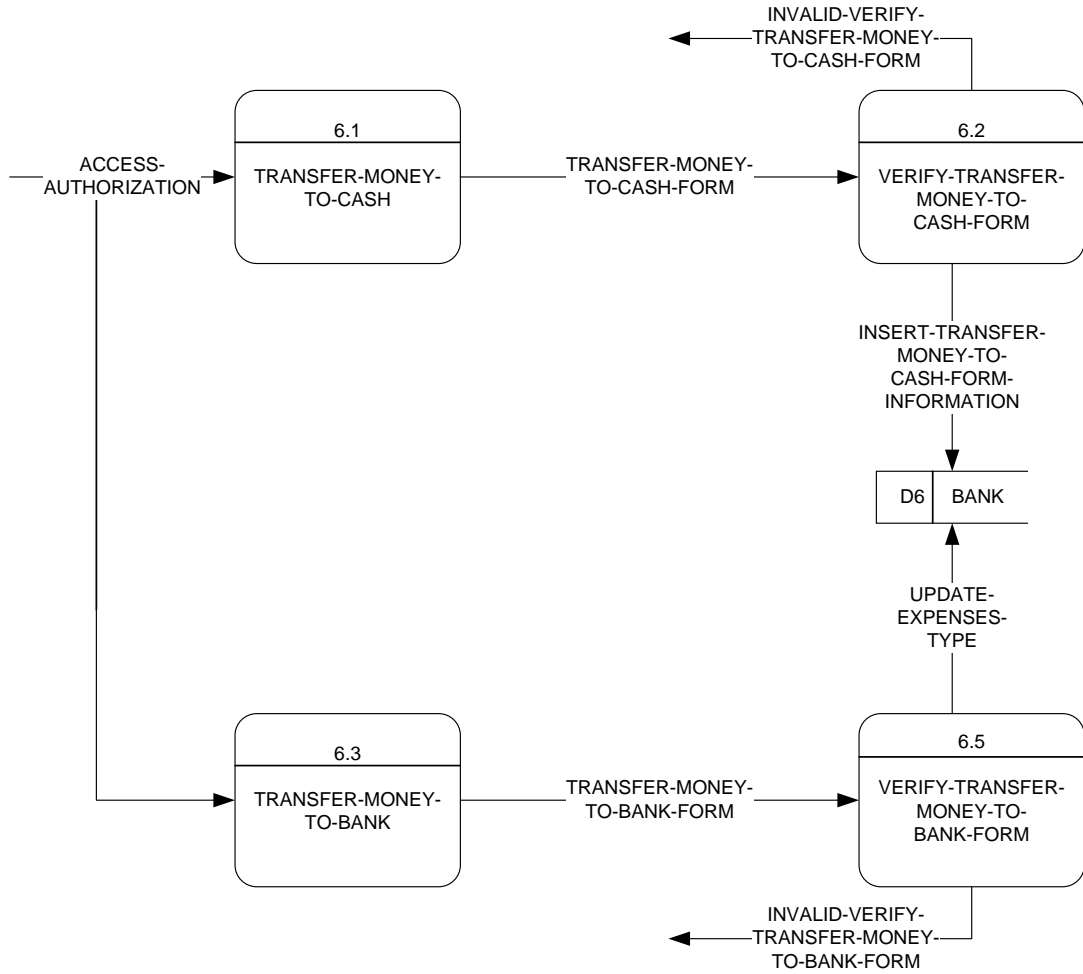 INVALID-VERIFY-
TRANSFER-MONEY-
TO-CASH-FORM
6.1
6.2
ACCESS-
AUTHORIZATION
TRANSFER-MONEY-
TO-CASH
TRANSFER-MONEY-
TO-CASH-FORM
VERIFY-TRANSFER-
MONEY-TO-
CASH-FORM
INSERT-TRANSFER-
MONEY-TO-
CASH-FORM-
INFORMATION
D6
BANK
UPDATE-
EXPENSES-
TYPE
6.3
6.5
TRANSFER-MONEY-
TO-BANK
TRANSFER-MONEY-
TO-BANK-FORM
VERIFY-TRANSFER-
MONEY-TO-
BANK-FORM
INVALID-VERIFY-
TRANSFER-MONEY-
TO-BANK-FORM